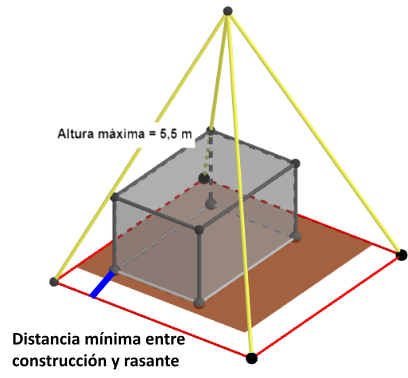 Altura máxima = 5,5 m
Distancia mínima entre
construcción y rasante